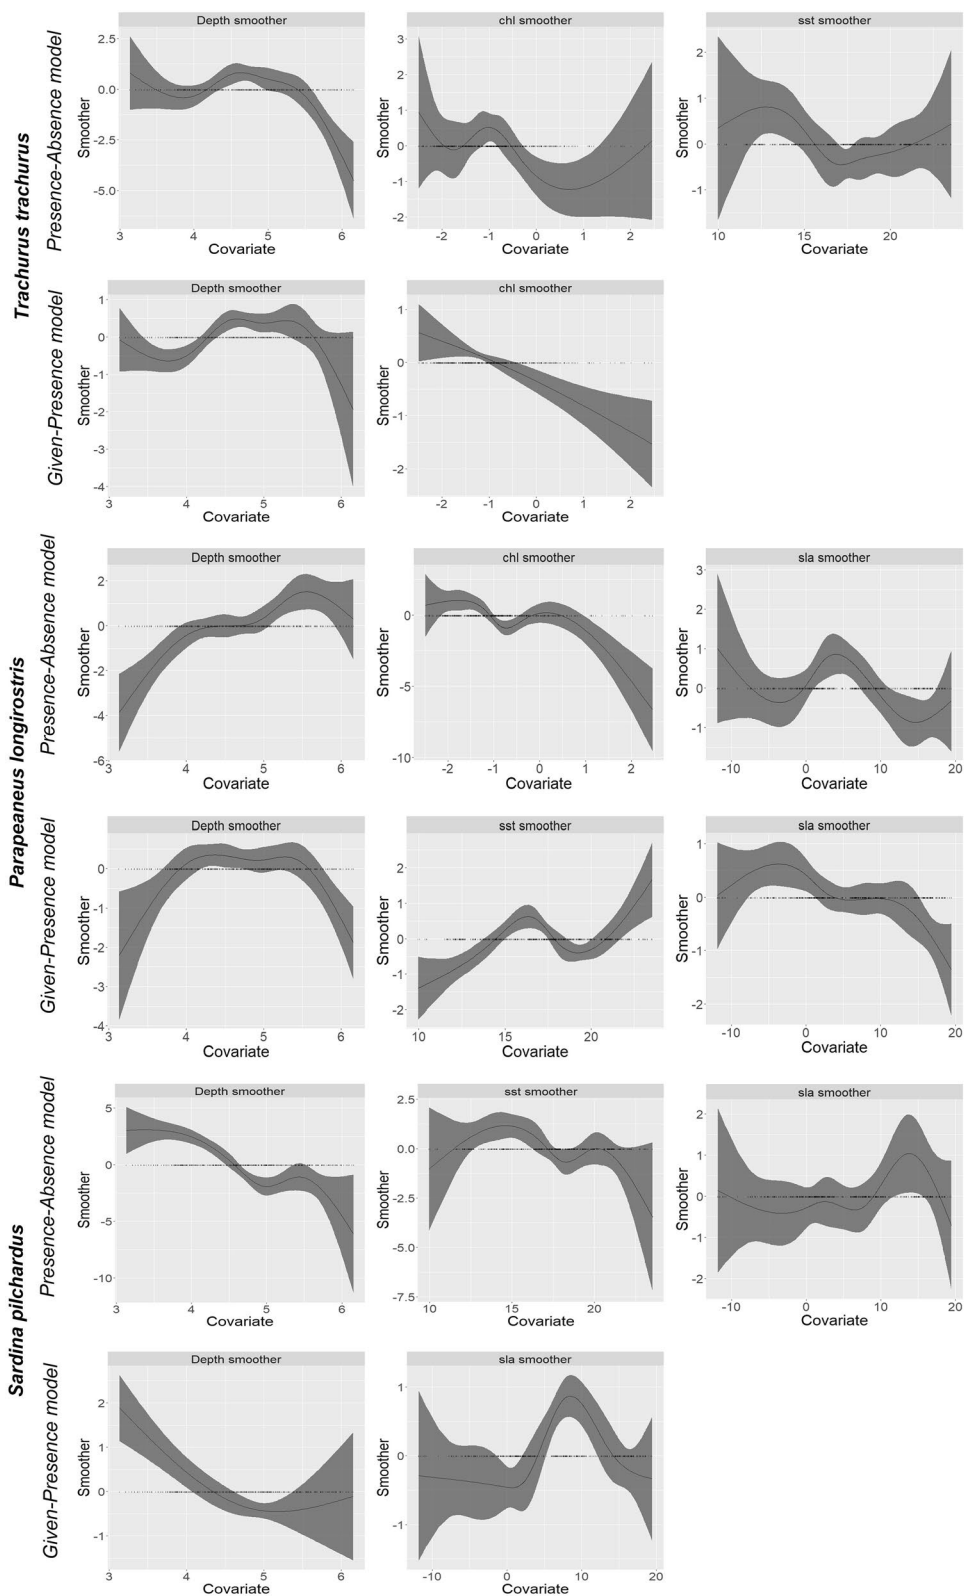 Trachurus trachurus
Presence-Absence model
Depth smoother
Smoother
2.5
0.0
-2.5
-5.0
3 4 5 6
Covariate
chl smoother
Smoother
3
2
1
0
-1
-2
-2 -1 0 1 2
Covariate
sst smoother
Smoother
2
1
0
-1
10 15 20
Covariate
Given-Presence model
Depth smoother
Smoother
1
0
-1
-2
-3
-4
3 4 5 6
Covariate
chl smoother
Smoother
1
0
-1
-2
-2 -1 0 1 2
Covariate
Parapeaneus longirostris
Presence-Absence model
Depth smoother
Smoother
2
0
-2
-4
-6
3 4 5 6
Covariate
chl smoother
Smoother
0
-5
-10
-2 -1 0 1 2
Covariate
sla smoother
Smoother
3
2
1
0
-1
-10 0 10 20
Covariate
Given-Presence model
Depth smoother
Smoother
0
-1
-2
-3
-4
3 4 5 6
Covariate
sst smoother
Smoother
2
1
0
-1
-2
10 15 20
Covariate
sla smoother
Smoother
1
0
-1
-2
-10 0 10 20
Covariate
Sardina pilchardus
Presence-Absence model
Depth smoother
Smoother
5
0
-5
-10
3 4 5 6
Covariate
sst smoother
Smoother
2.5
0.0
-2.5
-5.0
-7.5
10 15 20
Covariate
sla smoother
Smoother
2
1
0
-1
-2
-10 0 10 20
Covariate
Given-Presence model
Depth smoother
Smoother
2
1
0
-1
3 4 5 6
Covariate
sla smoother
Smoother
1
0
-1
-10 0 10 20
Covariate